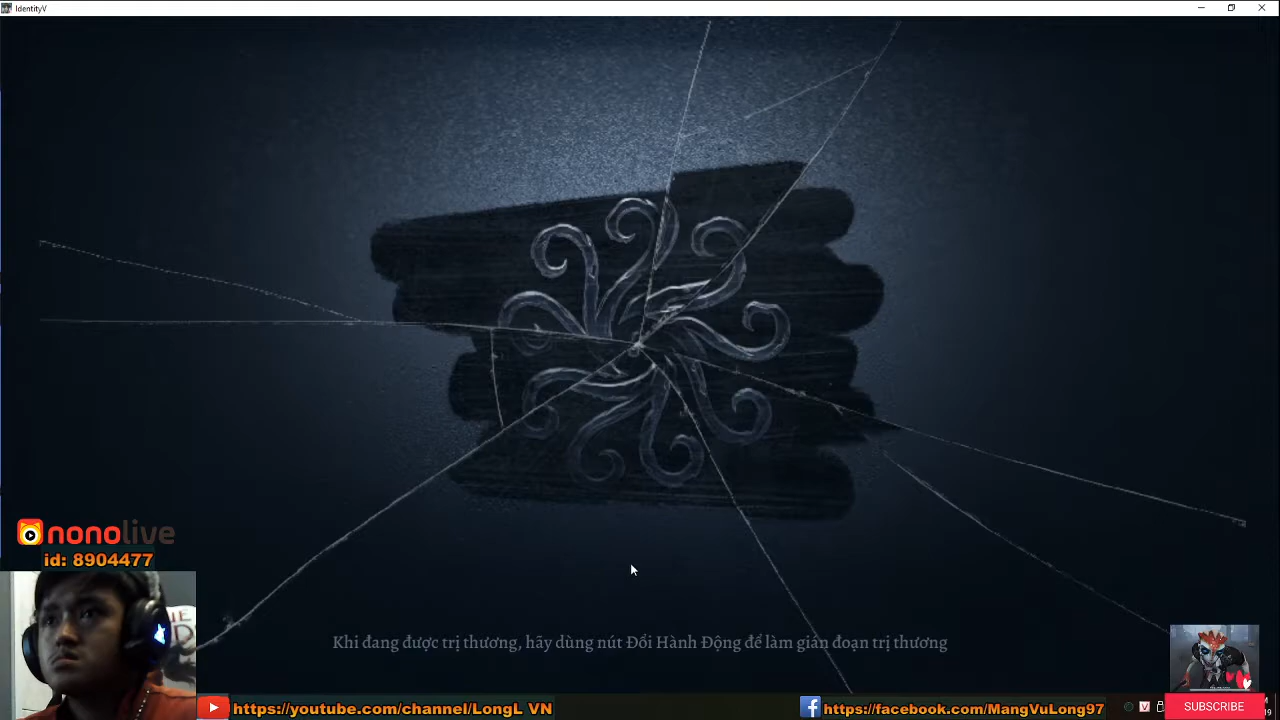 IdentityV
nonolive
id: 8904477
Khi đang được trị thương, hãy dùng nút Đổi Hành Động để làm gián đoạn trị thương
https://youtube.com/channel/LongL VN
https://facebook.com/MangVuLong97
SUBSCRIBE